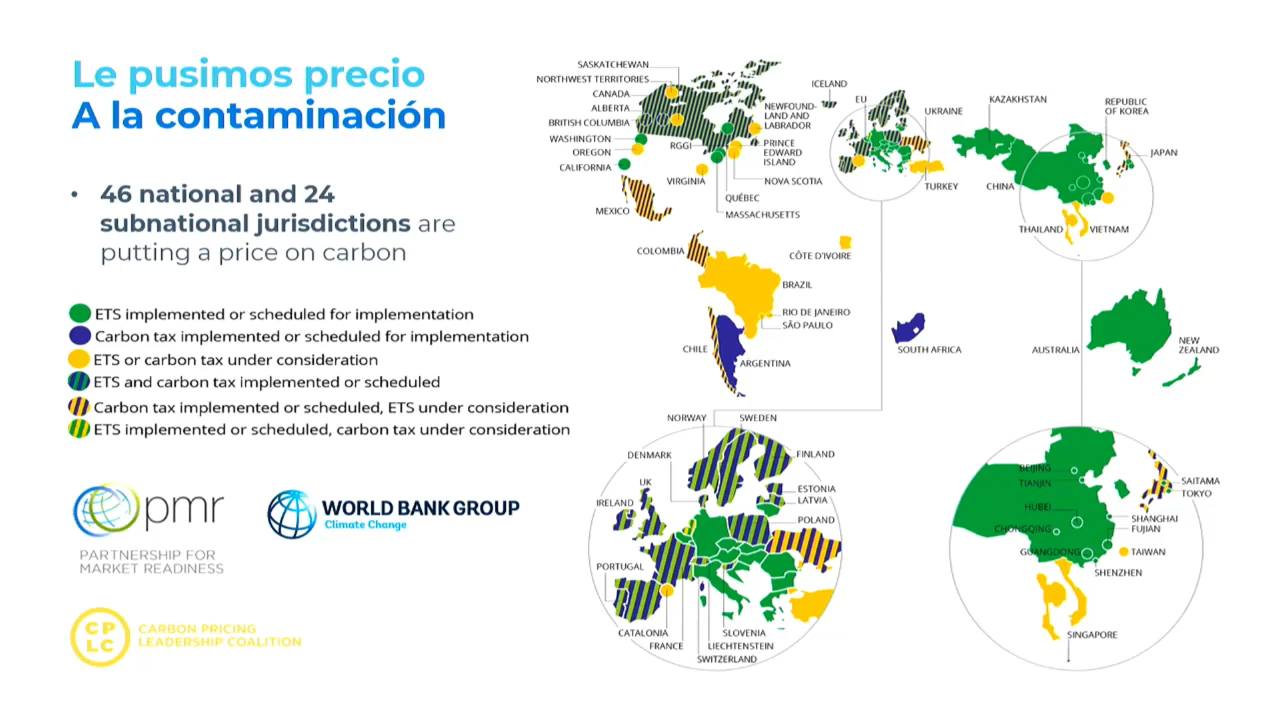 Le pusimos precio
A la contaminación
• 46 national and 24
subnational jurisdictions are
putting a price on carbon
ETS implemented or scheduled for implementation
Carbon tax implemented or scheduled for implementation
ETS or carbon tax under consideration
ETS and carbon tax implemented or scheduled
Carbon tax implemented or scheduled, ETS under consideration
ETS implemented or scheduled, carbon tax under consideration
pmr
PARTNERSHIP FOR
MARKET READINESS
WORLD BANK GROUP
Climate Change
CP
LC
CARBON PRICING
LEADERSHIP COALITION
SASKATCHEWAN
NORTHWEST TERRITORIES
CANADA
ALBERTA
BRITISH COLUMBIA
WASHINGTON
OREGON
CALIFORNIA
MEXICO
RGGI
VIRGINIA
NEWFOUND-
LAND AND
LABRADOR
PRINCE
EDWARD
ISLAND
NOVA SCOTIA
QUÉBEC
MASSACHUSETTS
ICELAND
EU
UKRAINE
TURKEY
KAZAKHSTAN
REPUBLIC
OF KOREA
JAPAN
CHINA
THAILAND
VIETNAM
COLOMBIA
CÔTE D'IVOIRE
BRAZIL
RIO DE JANEIRO
SÃO PAULO
CHILE
ARGENTINA
SOUTH AFRICA
AUSTRALIA
NEW
ZEALAND
NORWAY
SWEDEN
DENMARK
FINLAND
UK
ESTONIA
LATVIA
IRELAND
POLAND
PORTUGAL
CATALONIA
FRANCE
SLOVENIA
LIECHTENSTEIN
SWITZERLAND
BEIJING
TIANJIN
HUBEI
CHONGQING
GUANGDONG
SAITAMA
TOKYO
SHANGHAI
FUJIAN
TAIWAN
SHENZHEN
SINGAPORE